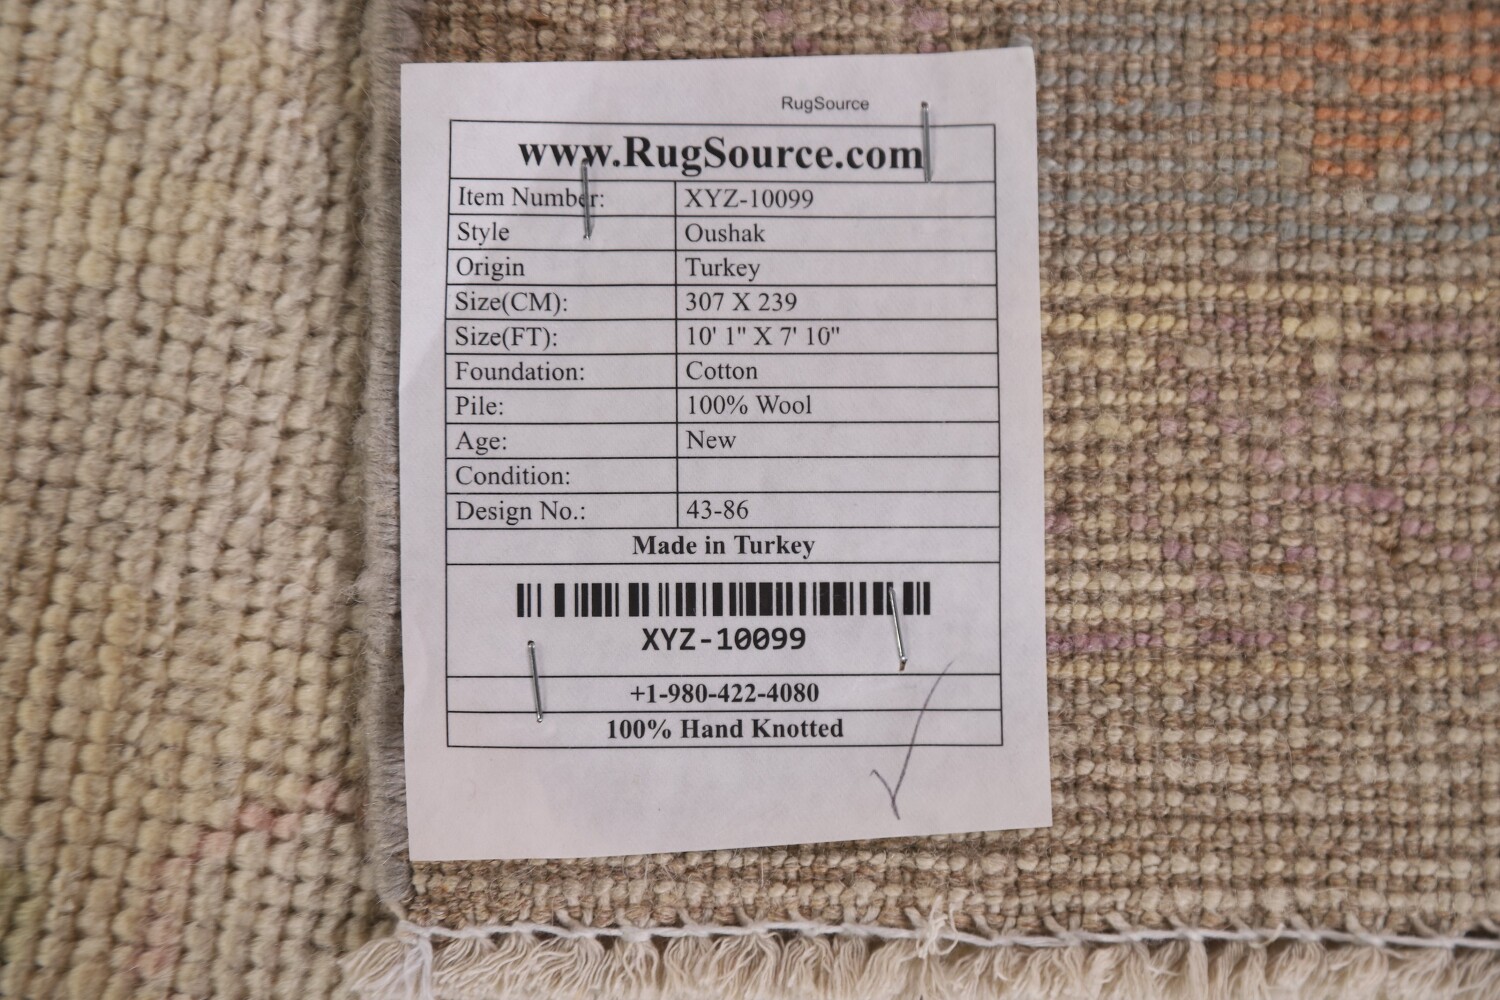 RugSource
www.RugSource.com
Item Number: XYZ-10099
Style Oushak
Origin Turkey
Size(CM): 307 X 239
Size(FT): 10' 1" X 7' 10"
Foundation: Cotton
Pile: 100% Wool
Age: New
Condition:
Design No.: 43-86
Made in Turkey
XYZ-10099
+1-980-422-4080
100% Hand Knotted